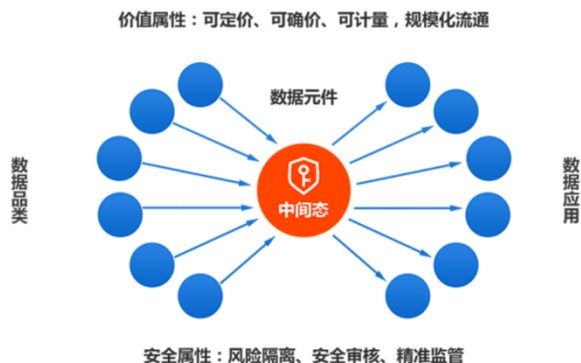 价值属性：可定价、可确价、可计量，规模化流通
数据元件
数据品类
中间态
数据应用
安全属性：风险隔离、安全审核、精准监管